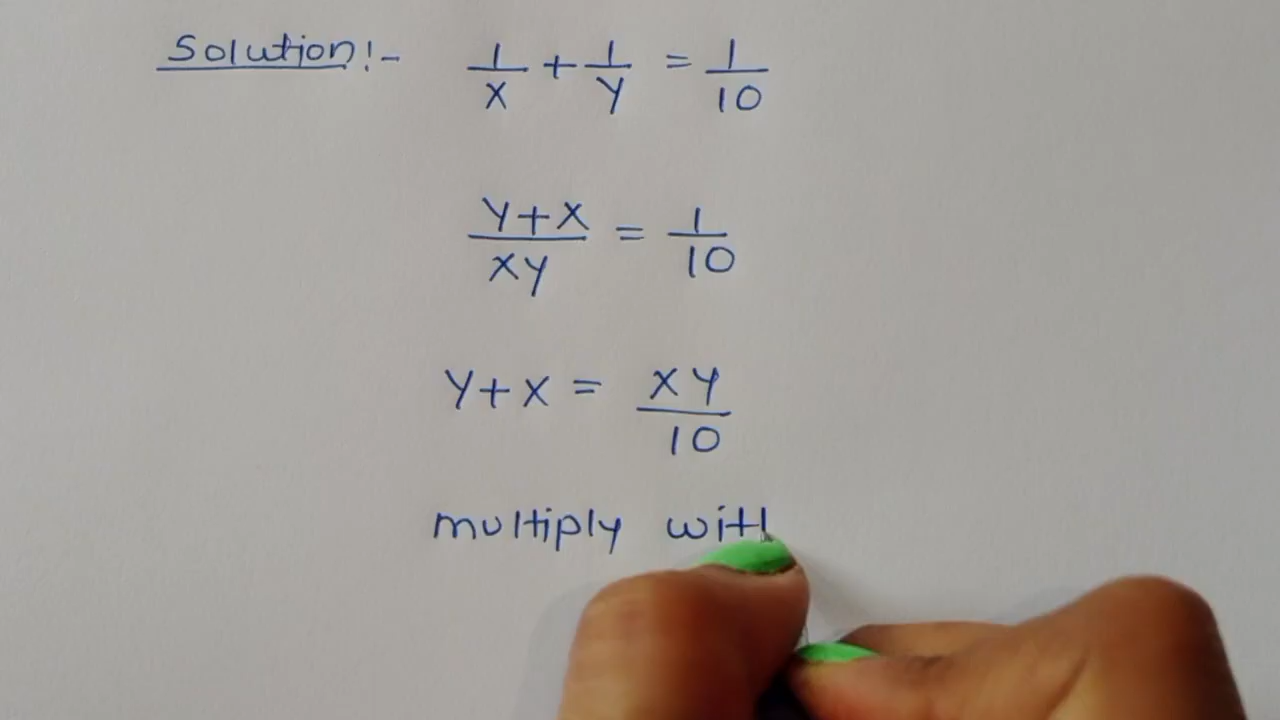 Solution:- 1/x + 1/y = 1/10
y+x/xy = 1/10
y+x = xy/10
multiply with